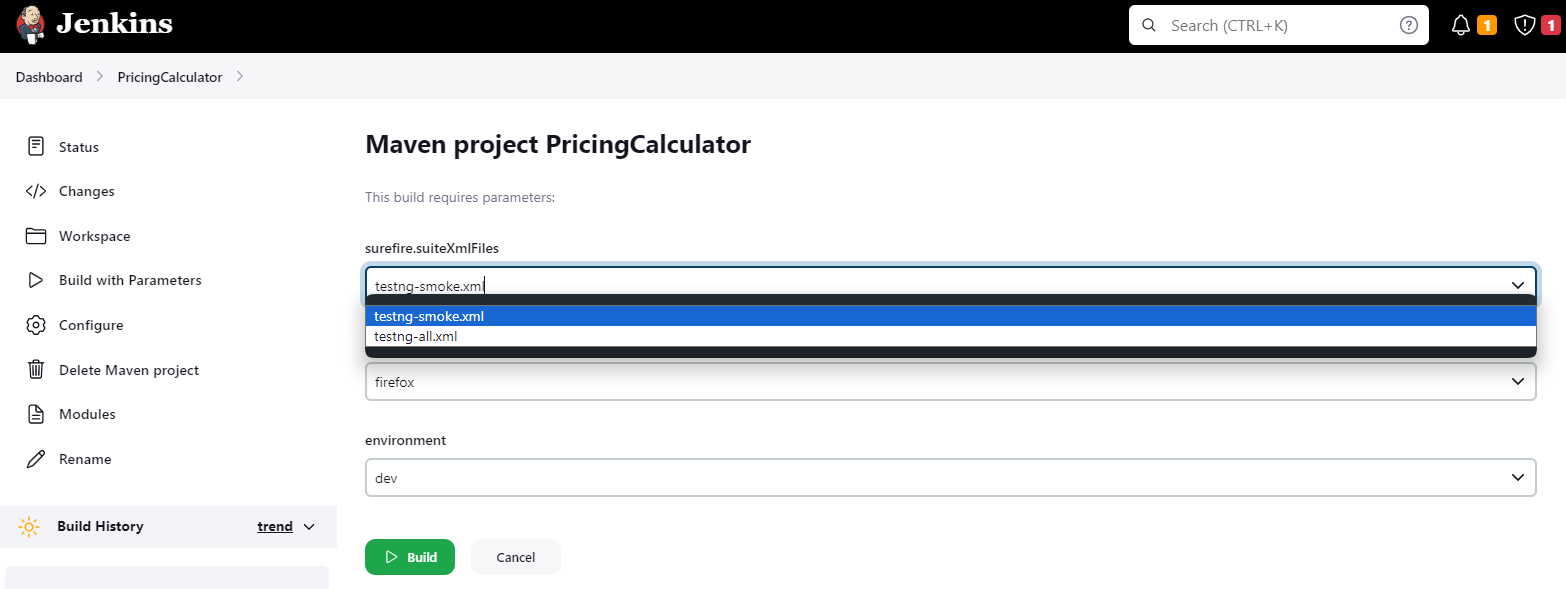 Jenkins
Search (CTRL+K)
1
1
Dashboard
PricingCalculator
Status
Changes
Workspace
Build with Parameters
Configure
Delete Maven project
Modules
Rename
Build History
trend
Maven project PricingCalculator
This build requires parameters:
surefire.suiteXmlFiles
testng-smoke.xml
testng-smoke.xml
testng-all.xml
firefox
environment
dev
Build
Cancel